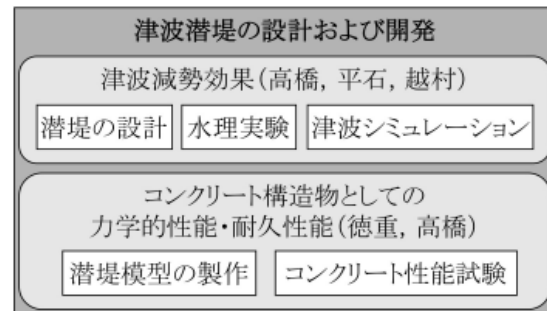 津波潜堤の設計および開発
津波減勢効果(高橋, 平石, 越村)
潜堤の設計 水理実験 津波シミュレーション
コンクリート構造物としての
力学的性能・耐久性能(徳重, 高橋)
潜堤模型の製作 コンクリート性能試験